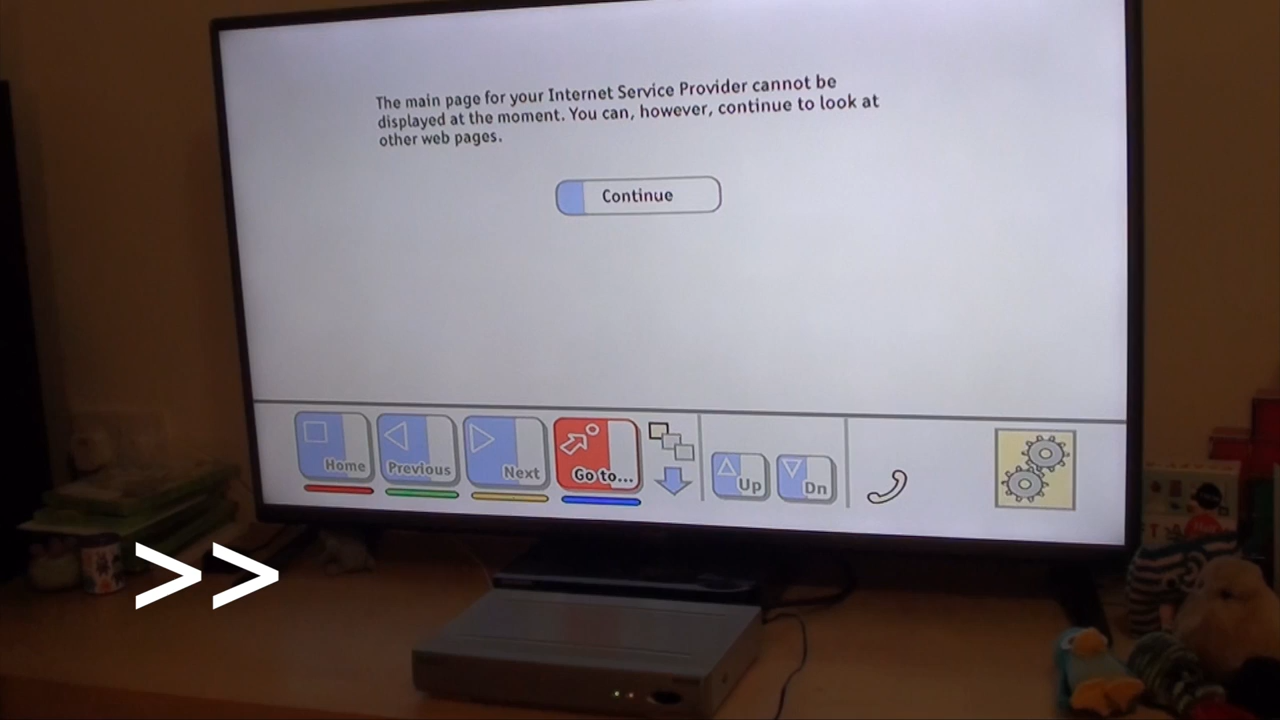 The main page for your Internet Service Provider cannot be
displayed at the moment. You can, however, continue to look at
other web pages.
Continue
Home
Previous
Next
Go to...
Up
Dn
>>